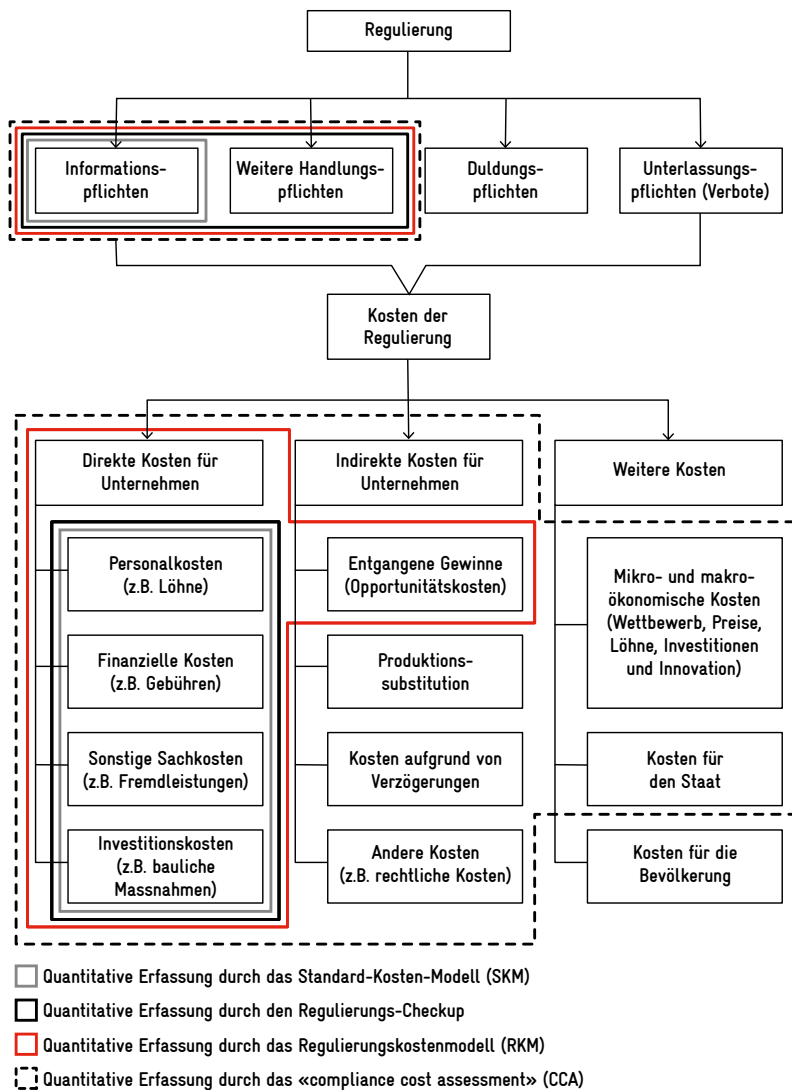 Regulierung
Informations-
pflichten
Weitere Handlungs-
pflichten
Duldungs-
pflichten
Unterlassungs-
pflichten (Verbote)
Kosten der
Regulierung
Direkte Kosten für
Unternehmen
Indirekte Kosten für
Unternehmen
Weitere Kosten
Personalkosten
(z.B. Löhne)
Entgangene Gewinne
(Opportunitätskosten)
Mikro- und makro-
ökonomische Kosten
(Wettbewerb, Preise,
Löhne, Investitionen
und Innovation)
Finanzielle Kosten
(z.B. Gebühren)
Produktions-
substitution
Sonstige Sachkosten
(z.B. Fremdleistungen)
Kosten aufgrund von
Verzögerungen
Kosten für
den Staat
Investitionskosten
(z.B. bauliche
Massnahmen)
Andere Kosten
(z.B. rechtliche Kosten)
Kosten für die
Bevölkerung
Quantitative Erfassung durch das Standard-Kosten-Modell (SKM)
Quantitative Erfassung durch den Regulierungs-Checkup
Quantitative Erfassung durch das Regulierungskostenmodell (RKM)
Quantitative Erfassung durch das «compliance cost assessment» (CCA)